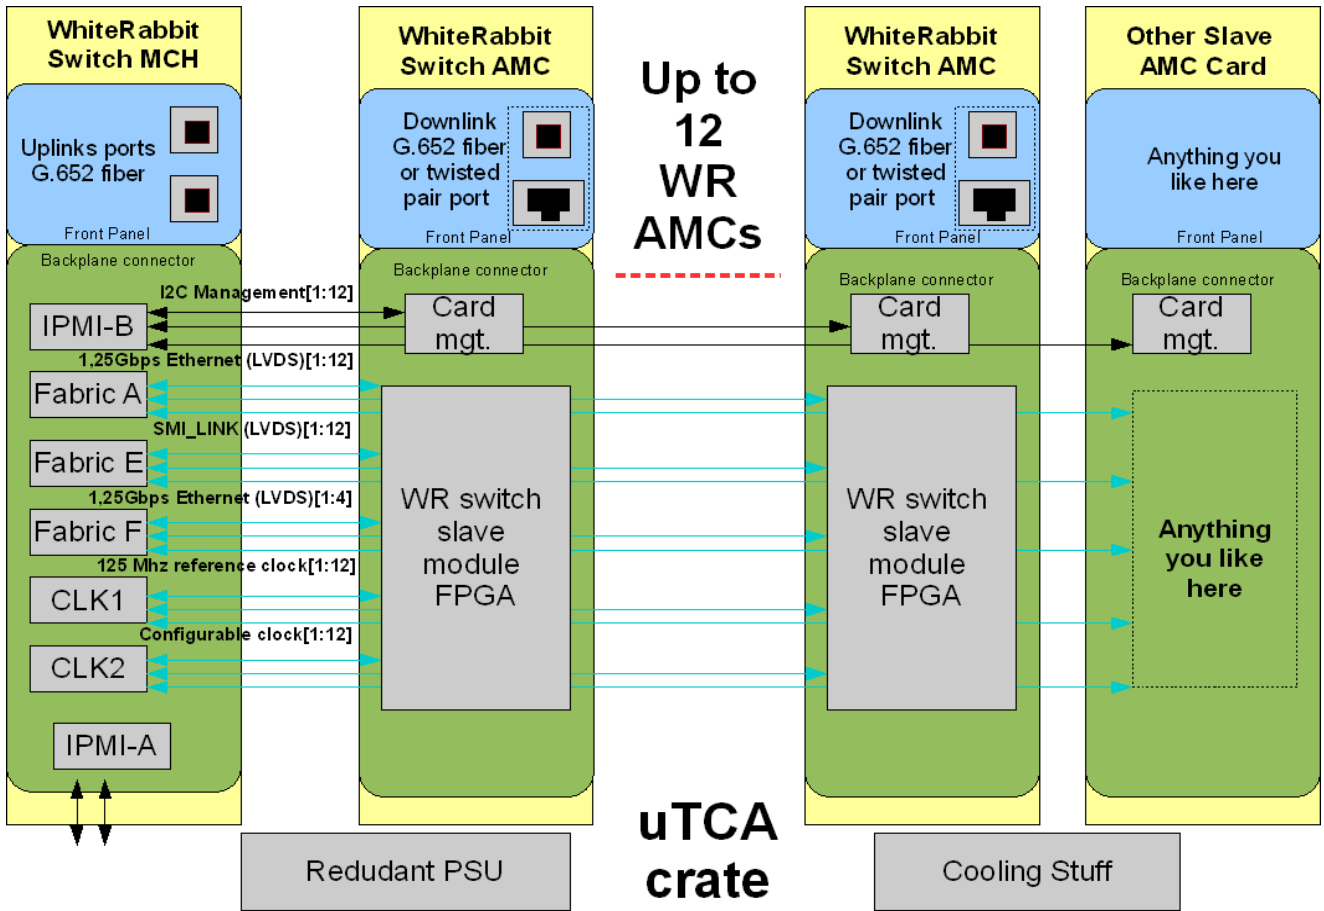 WhiteRabbit
Switch MCH
Uplinks ports
G.652 fiber
Front Panel
Backplane connector
I2C Management[1:12]
IPMI-B
1,25Gbps Ethernet (LVDS)[1:12]
Fabric A
SMI_LINK (LVDS)[1:12]
Fabric E
1,25Gbps Ethernet (LVDS)[1:4]
Fabric F
125 Mhz reference clock[1:12]
CLK1
Configurable clock[1:12]
CLK2
IPMI-A
WhiteRabbit
Switch AMC
Downlink
G.652 fiber
or twisted
pair port
Front Panel
Backplane connector
Card
mgt.
WR switch
slave
module
FPGA
Up to
12
WR
AMCs
WhiteRabbit
Switch AMC
Downlink
G.652 fiber
or twisted
pair port
Front Panel
Backplane connector
Card
mgt.
WR switch
slave
module
FPGA
Other Slave
AMC Card
Anything you
like here
Front Panel
Backplane connector
Card
mgt.
Anything
you like
here
Redudant PSU
uTCA
crate
Cooling Stuff